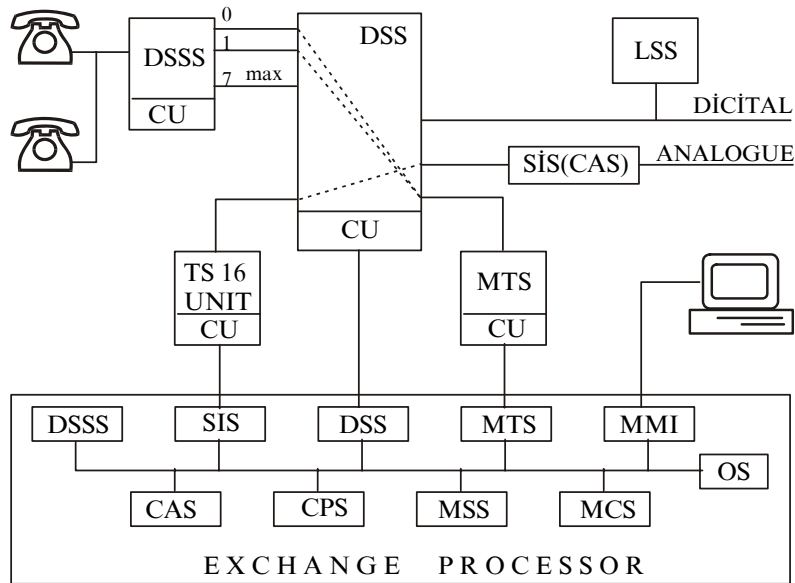 0
DSSS
1
7 max
CU
DSS
CU
LSS
DİCİTAL
SİS(CAS)
ANALOGUE
TS 16
UNIT
CU
MTS
CU
DSSS
SIS
DSS
MTS
MMI
OS
CAS
CPS
MSS
MCS
EXCHANGE PROCESSOR